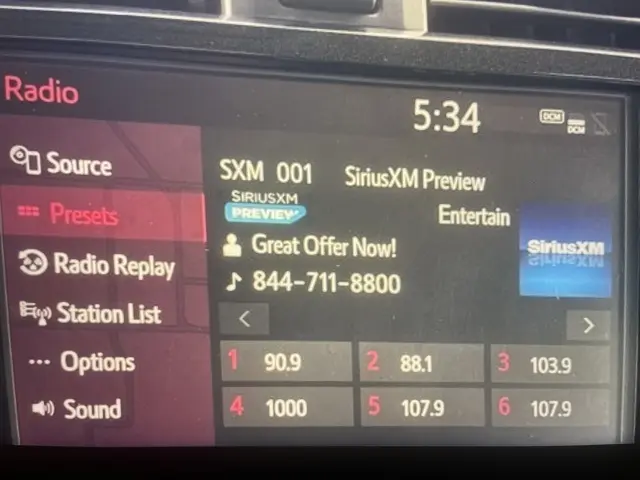 Radio
5:34
DCM
DCM
Source
Presets
Radio Replay
Station List
Options
Sound
SXM 001 SiriusXM Preview
SIRIUSXM
PREVIEW
Entertain
Great Offer Now!
844-711-8800
SiriusXM
1 90.9
2 88.1
3 103.9
4 1000
5 107.9
6 107.9